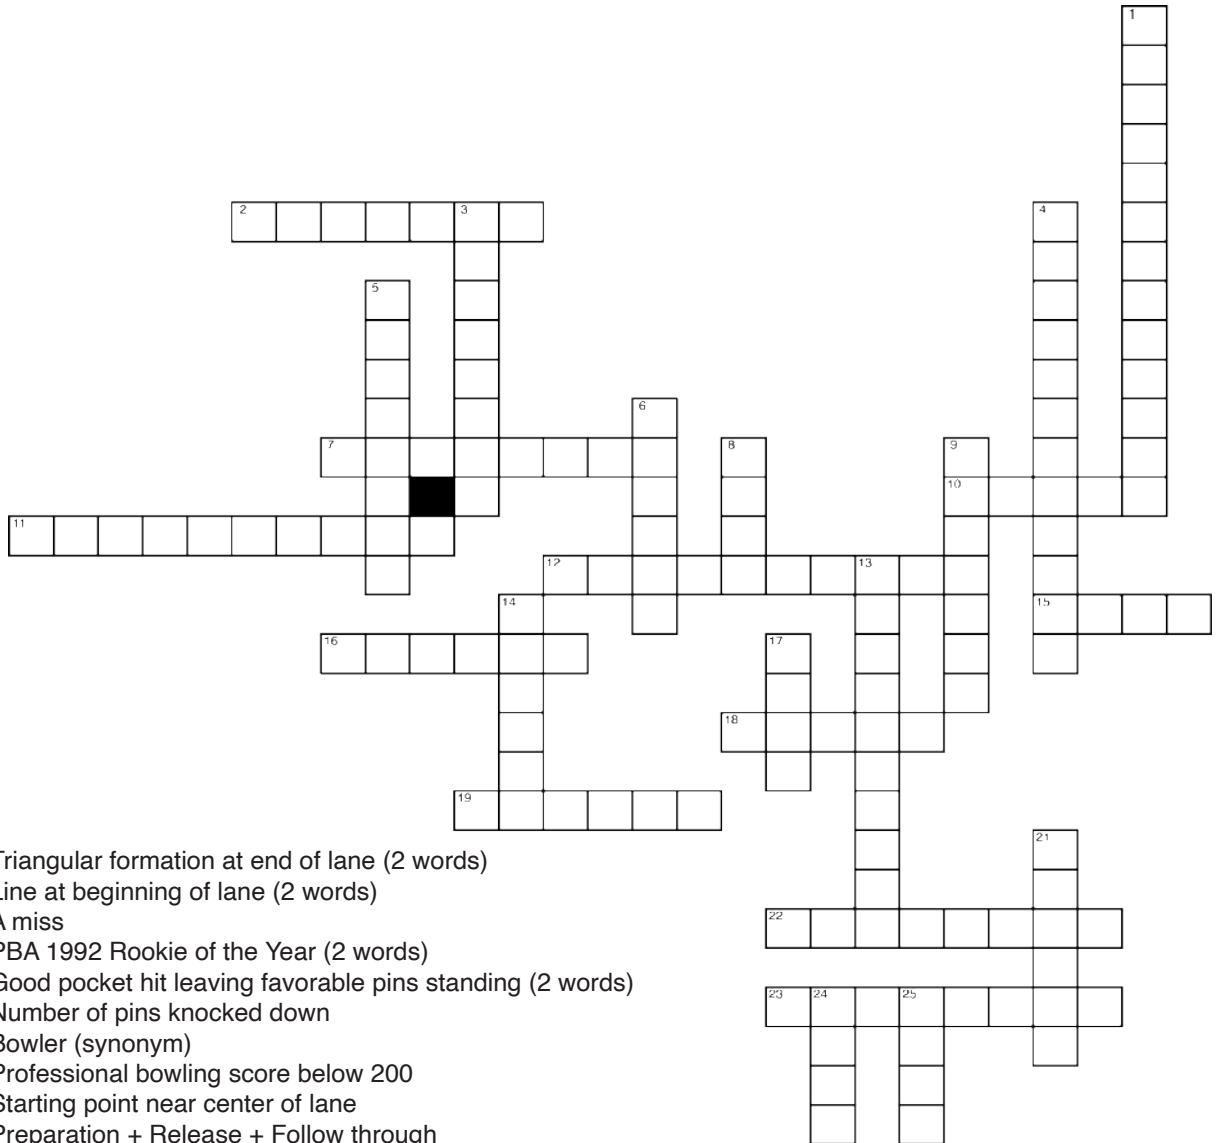 1
2 3 4
5
6
7 8 9
10
11
12 13
14 15
16 17
18
19
21
22
23 24 25
Triangular formation at end of lane (2 words)
Line at beginning of lane (2 words)
A miss
PBA 1992 Rookie of the Year (2 words)
Good pocket hit leaving favorable pins standing (2 words)
Number of pins knocked down
Bowler (synonym)
Professional bowling score below 200
Starting point near center of lane
Preparation + Release + Follow through